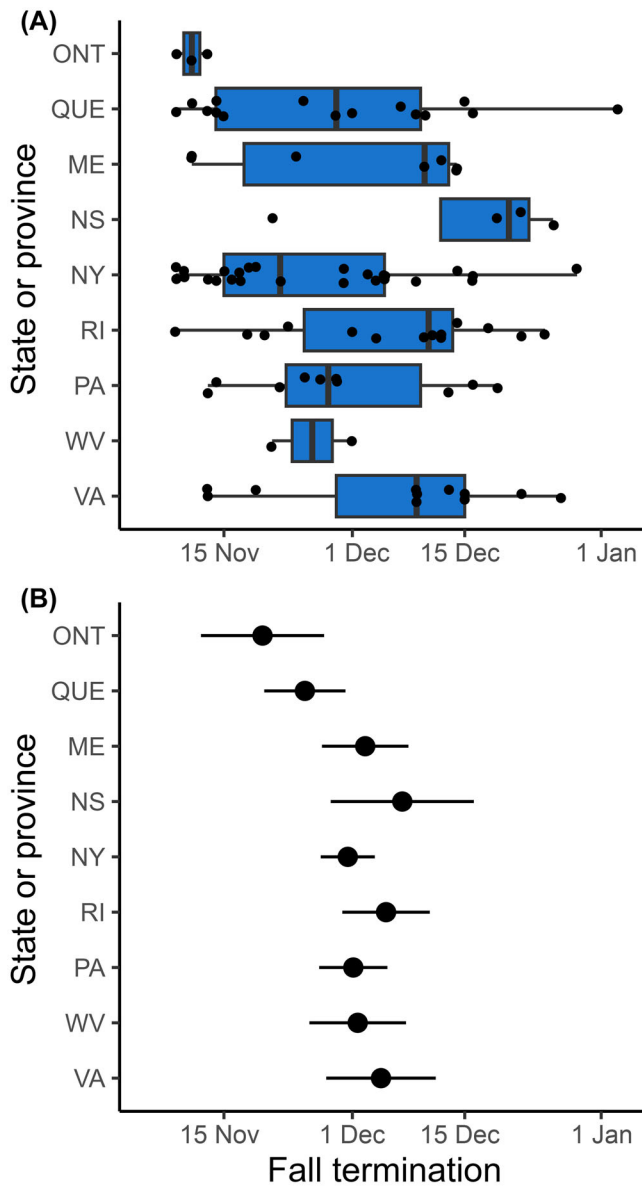 (A)
ONT
QUE
ME
NS
NY
RI
PA
WV
VA
State or province
15 Nov 1 Dec 15 Dec 1 Jan
(B)
ONT
QUE
ME
NS
NY
RI
PA
WV
VA
State or province
15 Nov 1 Dec 15 Dec 1 Jan
Fall termination